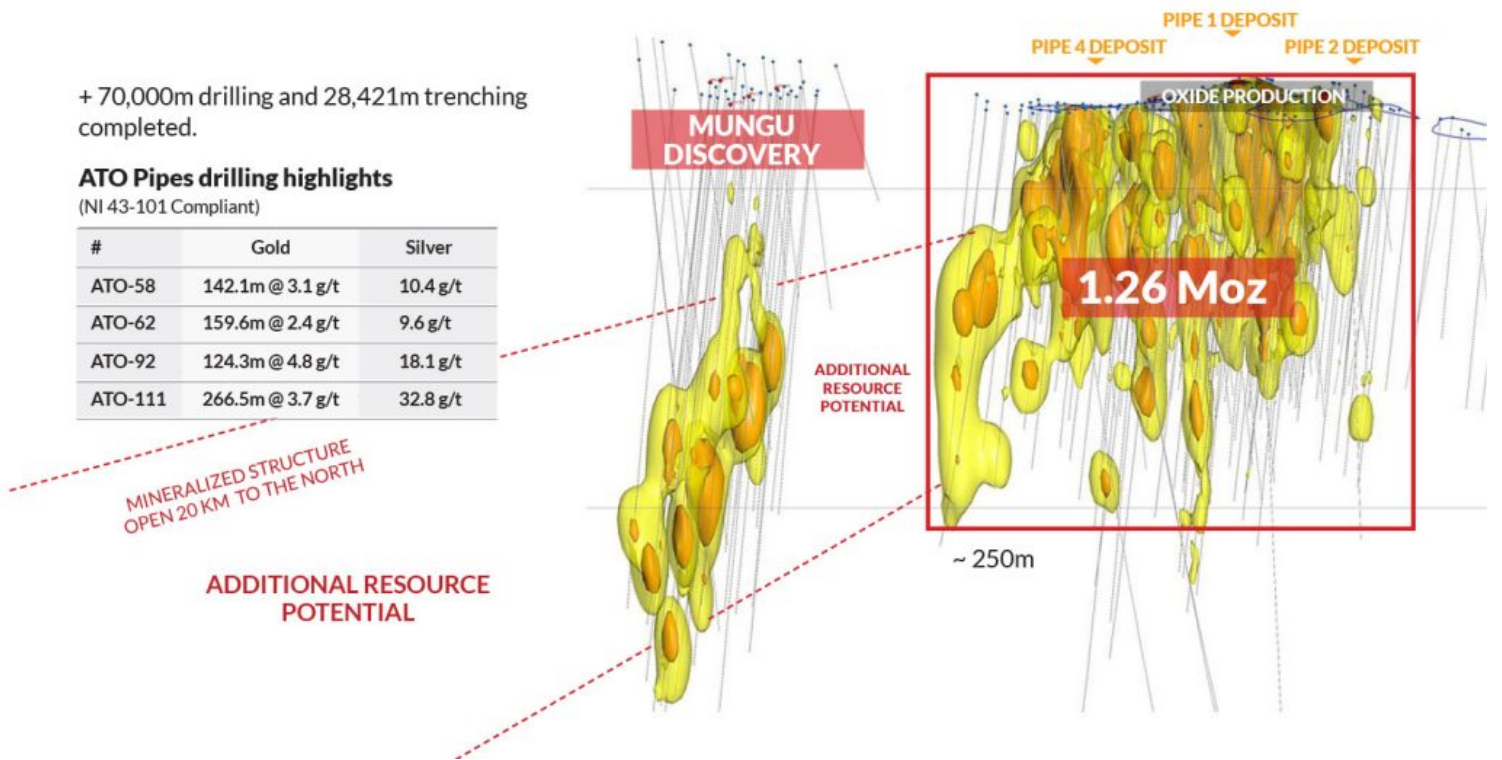 + 70,000m drilling and 28,421m trenching
completed.
ATO Pipes drilling highlights
(NI 43-101 Compliant)
# Gold Silver
ATO-58 142.1m @ 3.1 g/t 10.4 g/t
ATO-62 159.6m @ 2.4 g/t 9.6 g/t
ATO-92 124.3m @ 4.8 g/t 18.1 g/t
ATO-111 266.5m @ 3.7 g/t 32.8 g/t
MINERALIZED STRUCTURE
OPEN 20 KM TO THE NORTH
ADDITIONAL RESOURCE
POTENTIAL
MUNGU
DISCOVERY
ADDITIONAL
RESOURCE
POTENTIAL
PIPE 1 DEPOSIT
PIPE 4 DEPOSIT
PIPE 2 DEPOSIT
OXIDE PRODUCTION
1.26 Moz
~ 250m